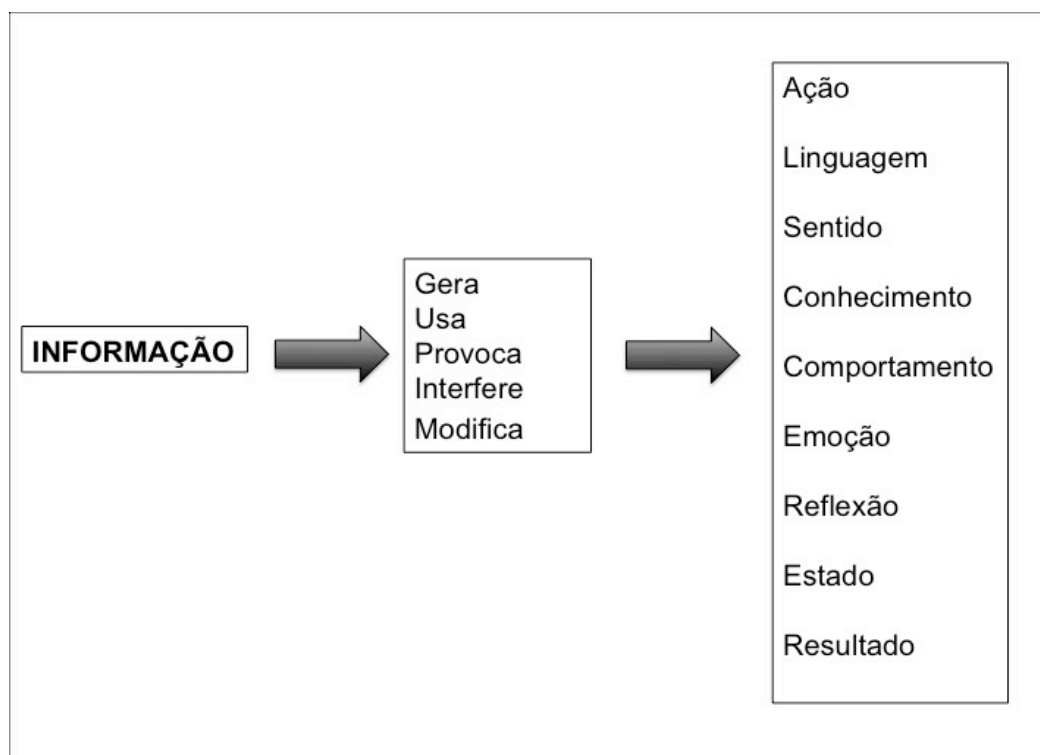 INFORMAÇÃO
Gera
Usa
Provoca
Interfere
Modifica
Ação
Linguagem
Sentido
Conhecimento
Comportamento
Emoção
Reflexão
Estado
Resultado